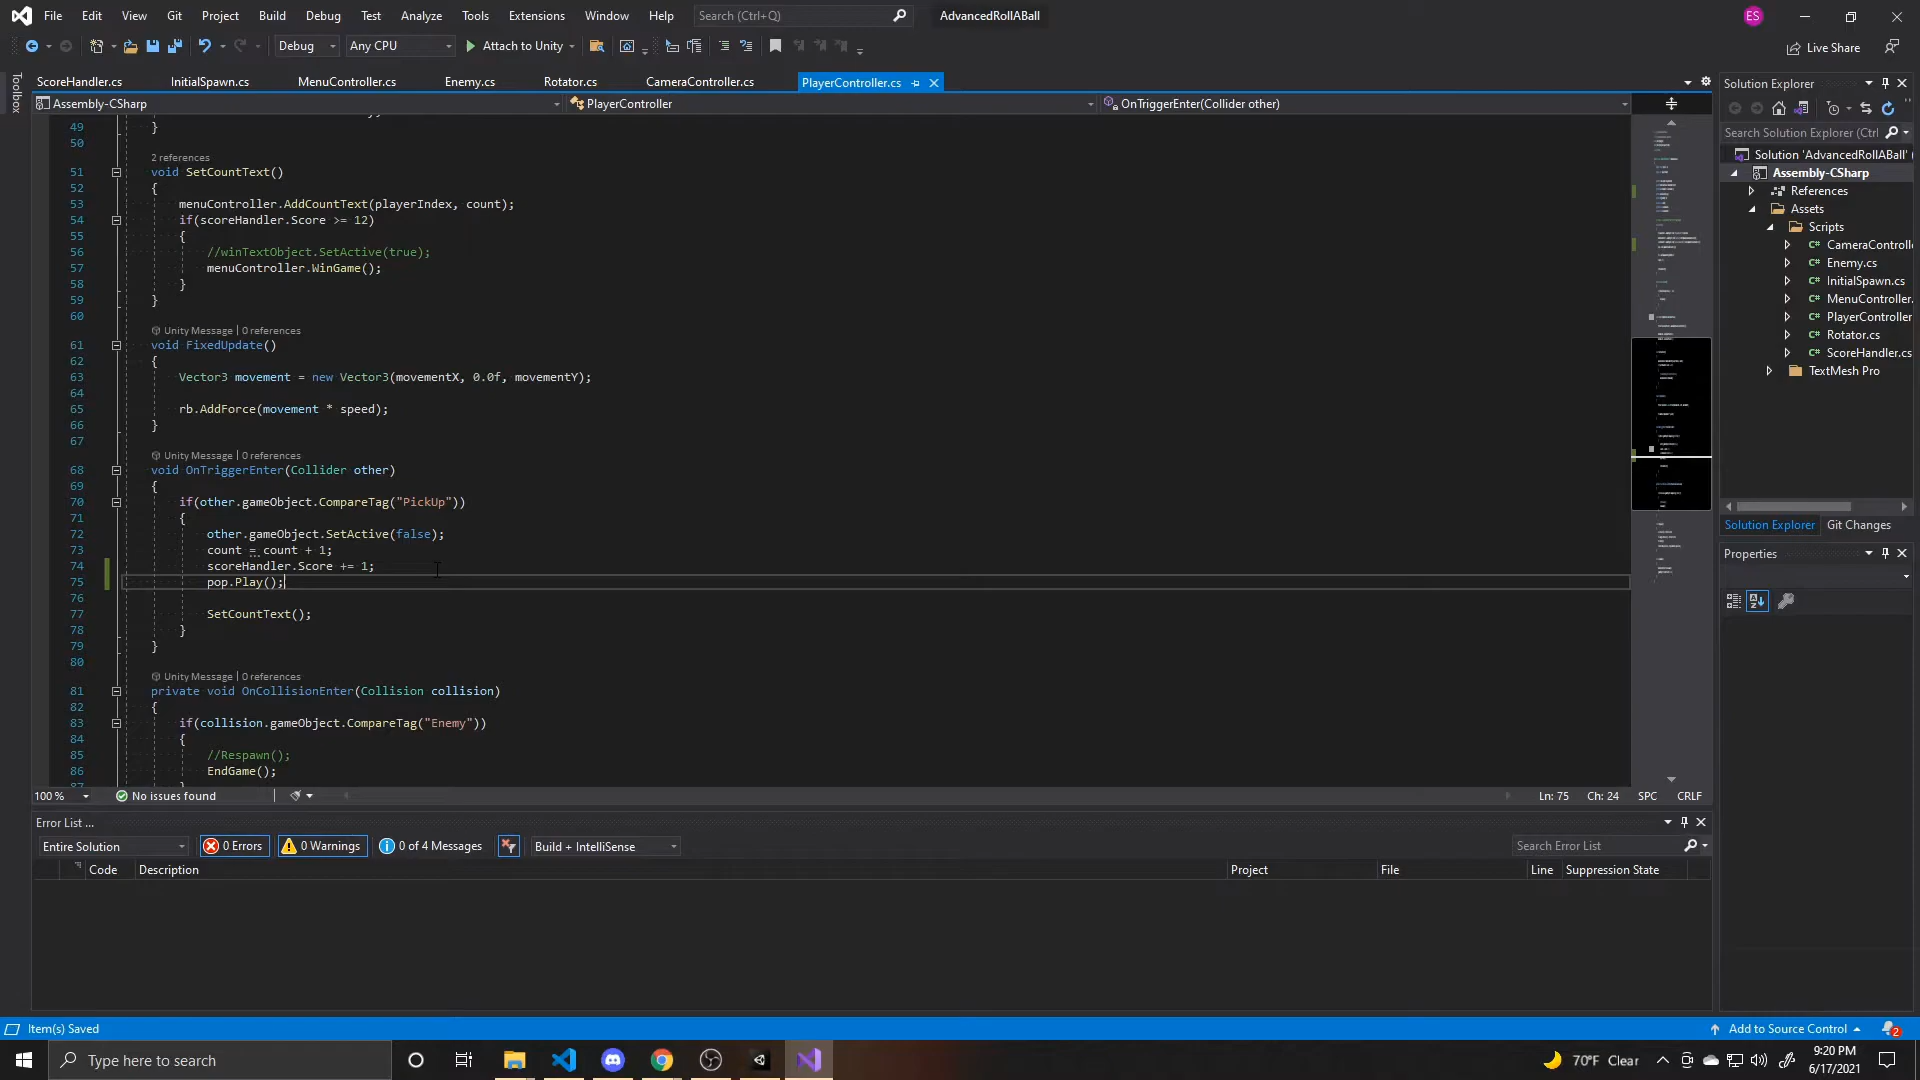 File Edit View Git Project Build Debug Test Analyze Tools Extensions Window Help Search (Ctrl+Q) AdvancedRollABall ES
Debug Any CPU Attach to Unity Live Share
Toolbox
ScoreHandler.cs InitialSpawn.cs MenuController.cs Enemy.cs Rotator.cs CameraController.cs PlayerController.cs
Assembly-CSharp PlayerController OnTriggerEnter(Collider other)
49 }
50
2 references
51 void SetCountText()
52 {
53 menuController.AddCountText(playerIndex, count);
54 if(scoreHandler.Score >= 12)
55 {
56 //winTextObject.SetActive(true);
57 menuController.WinGame();
58 }
59 }
60
Unity Message | 0 references
61 void FixedUpdate()
62 {
63 Vector3 movement = new Vector3(movementX, 0.0f, movementY);
64
65 rb.AddForce(movement * speed);
66 }
67
Unity Message | 0 references
68 void OnTriggerEnter(Collider other)
69 {
70 if(other.gameObject.CompareTag("PickUp"))
71 {
72 other.gameObject.SetActive(false);
73 count = count + 1;
74 scoreHandler.Score += 1;
75 pop.Play();
76
77 SetCountText();
78 }
79 }
80
Unity Message | 0 references
81 private void OnCollisionEnter(Collision collision)
82 {
83 if(collision.gameObject.CompareTag("Enemy"))
84 {
85 //Respawn();
86 EndGame();
87 }
100 % No issues found Ln: 75 Ch: 24 SPC CRLF
Error List ...
Entire Solution 0 Errors 0 Warnings 0 of 4 Messages Build + IntelliSense Search Error List
Code Description Project File Line Suppression State
Solution Explorer
Search Solution Explorer (Ctrl
Solution 'AdvancedRollABall' (
Assembly-CSharp
References
Assets
Scripts
C# CameraControlle
C# Enemy.cs
C# InitialSpawn.cs
C# MenuController.
C# PlayerController
C# Rotator.cs
C# ScoreHandler.cs
TextMesh Pro
Solution Explorer Git Changes
Properties
Item(s) Saved Add to Source Control 2
Type here to search 70°F Clear 9:20 PM
6/17/2021